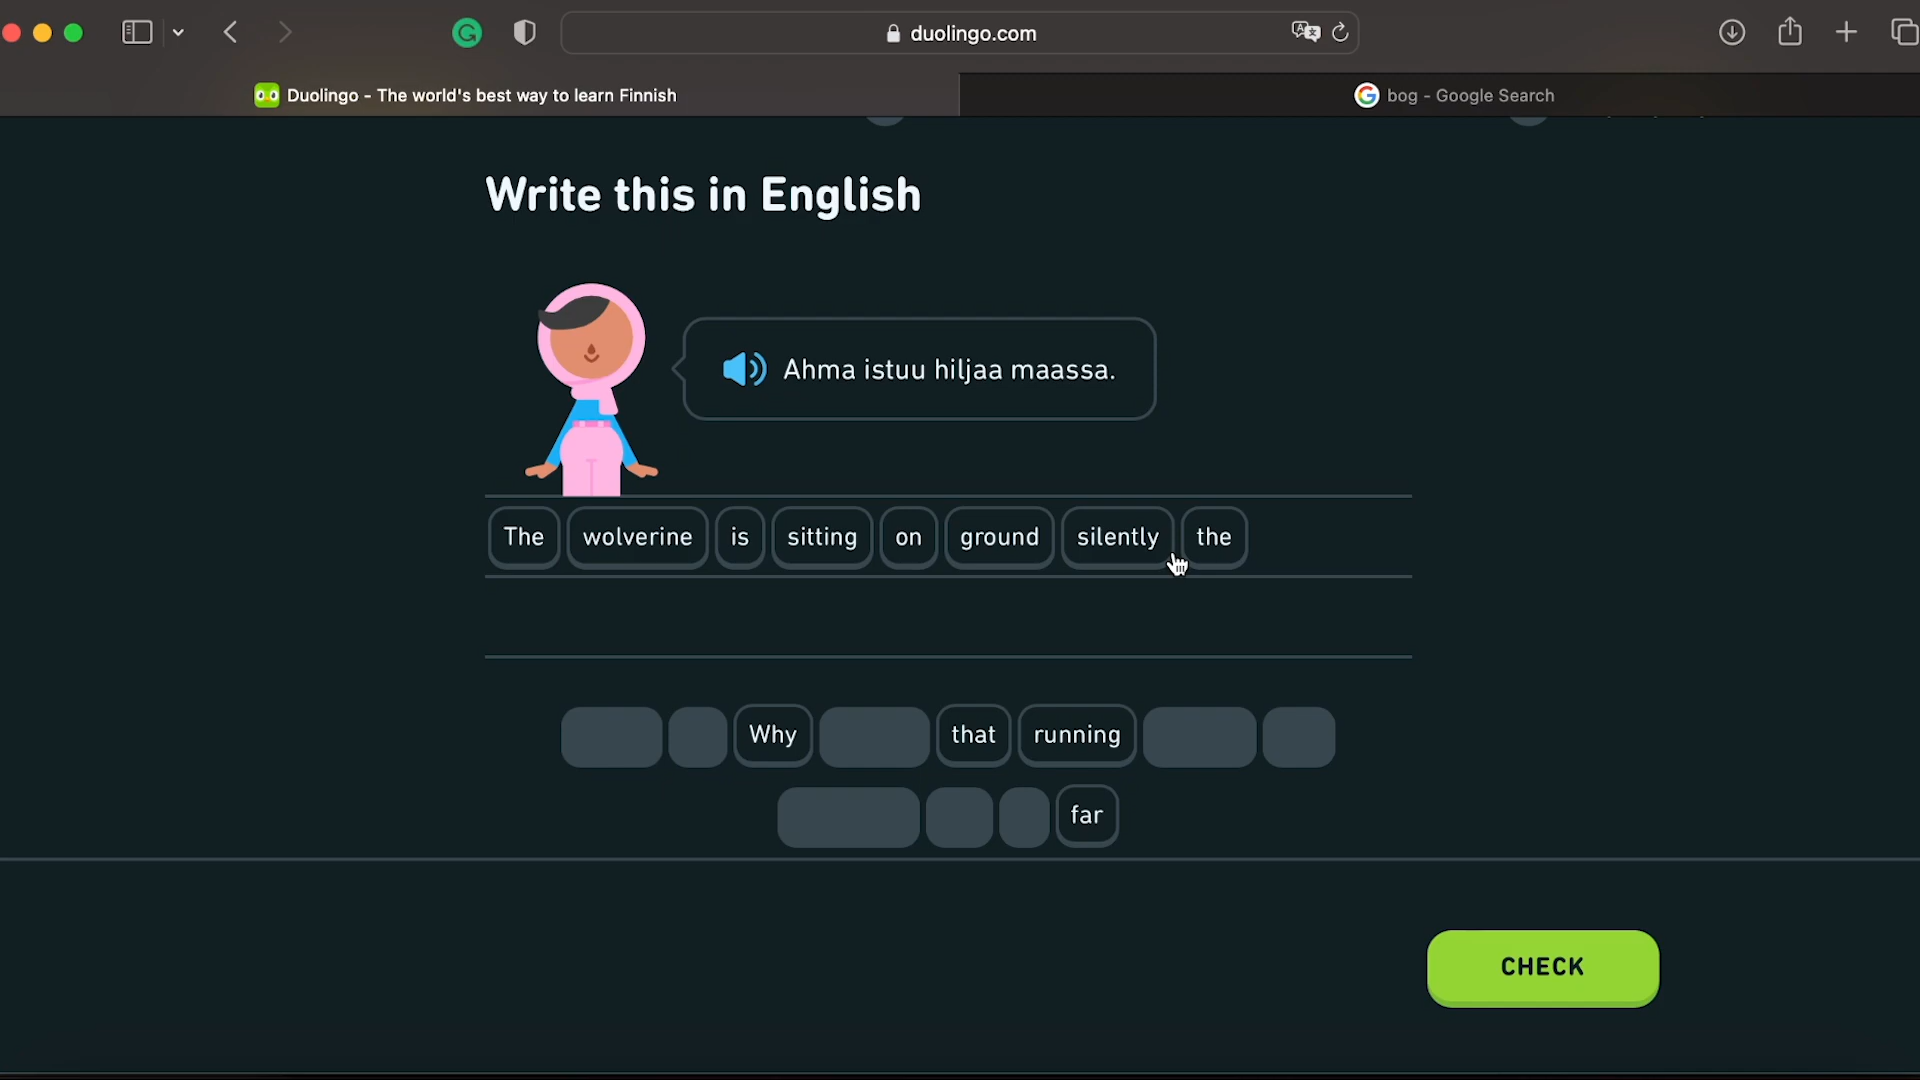 duolingo.com
Duolingo - The world's best way to learn Finnish
bog - Google Search
Write this in English
Ahma istuu hiljaa maassa.
The wolverine is sitting on ground silently the
Why that running
far
CHECK